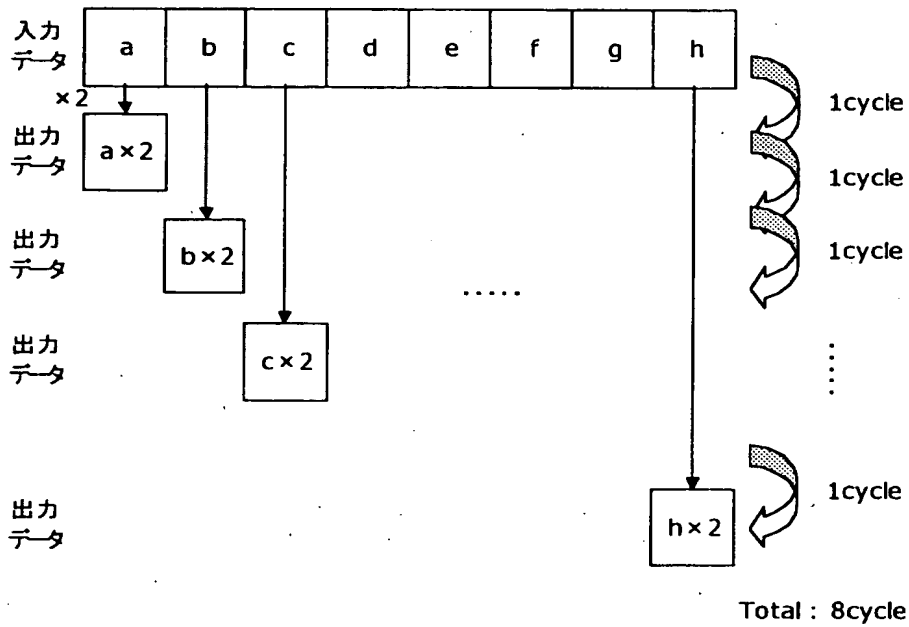 入力
データ
a b c d e f g h
×2
1cycle
出力
データ
a×2
1cycle
出力
データ
b×2
1cycle
.....
出力
データ
c×2
.....
出力
データ
h×2
1cycle
Total : 8cycle